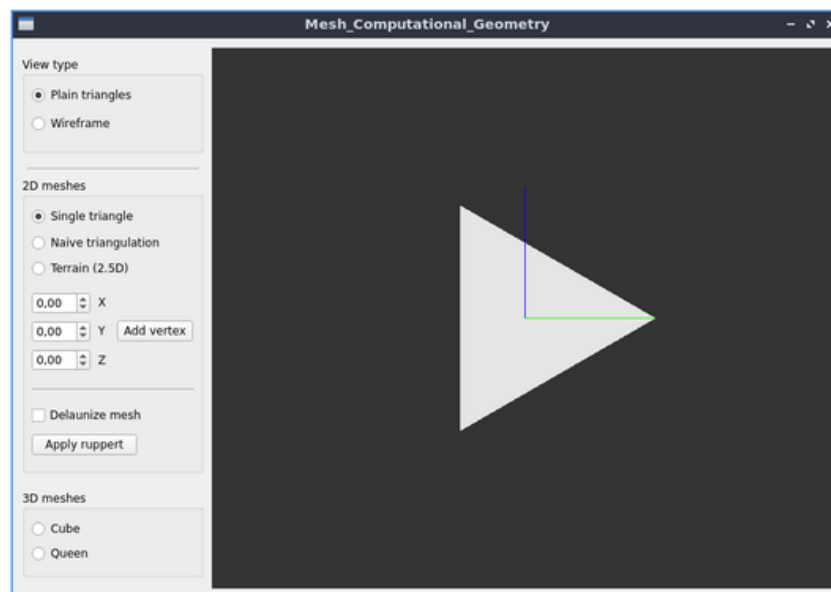 Mesh_Computational_Geometry
View type
Plain triangles
Wireframe
2D meshes
Single triangle
Naive triangulation
Terrain (2.5D)
0,00 X
0,00 Y Add vertex
0,00 Z
Delaunize mesh
Apply ruppert
3D meshes
Cube
Queen